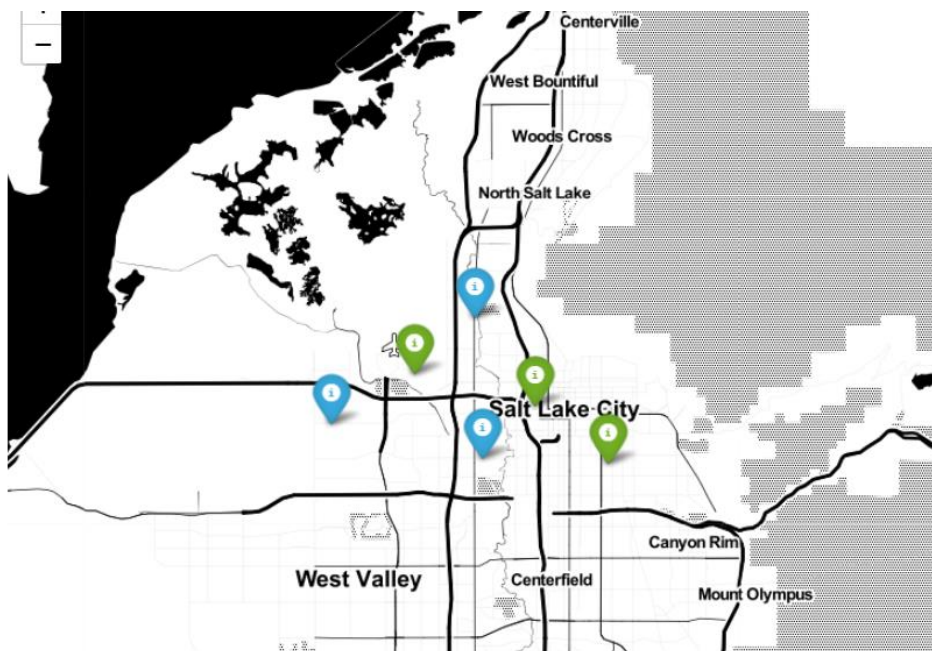 +
−
Centerville
West Bountiful
Woods Cross
North Salt Lake
i
i
i
i
Salt Lake City
i
i
Canyon Rim
West Valley
Centerfield
Mount Olympus